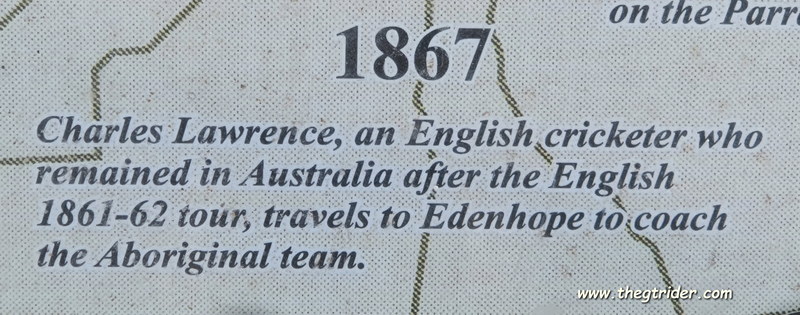 on the Parr
1867
Charles Lawrence, an English cricketer who
remained in Australia after the English
1861-62 tour, travels to Edenhope to coach
the Aboriginal team.
www.thegtrider.com